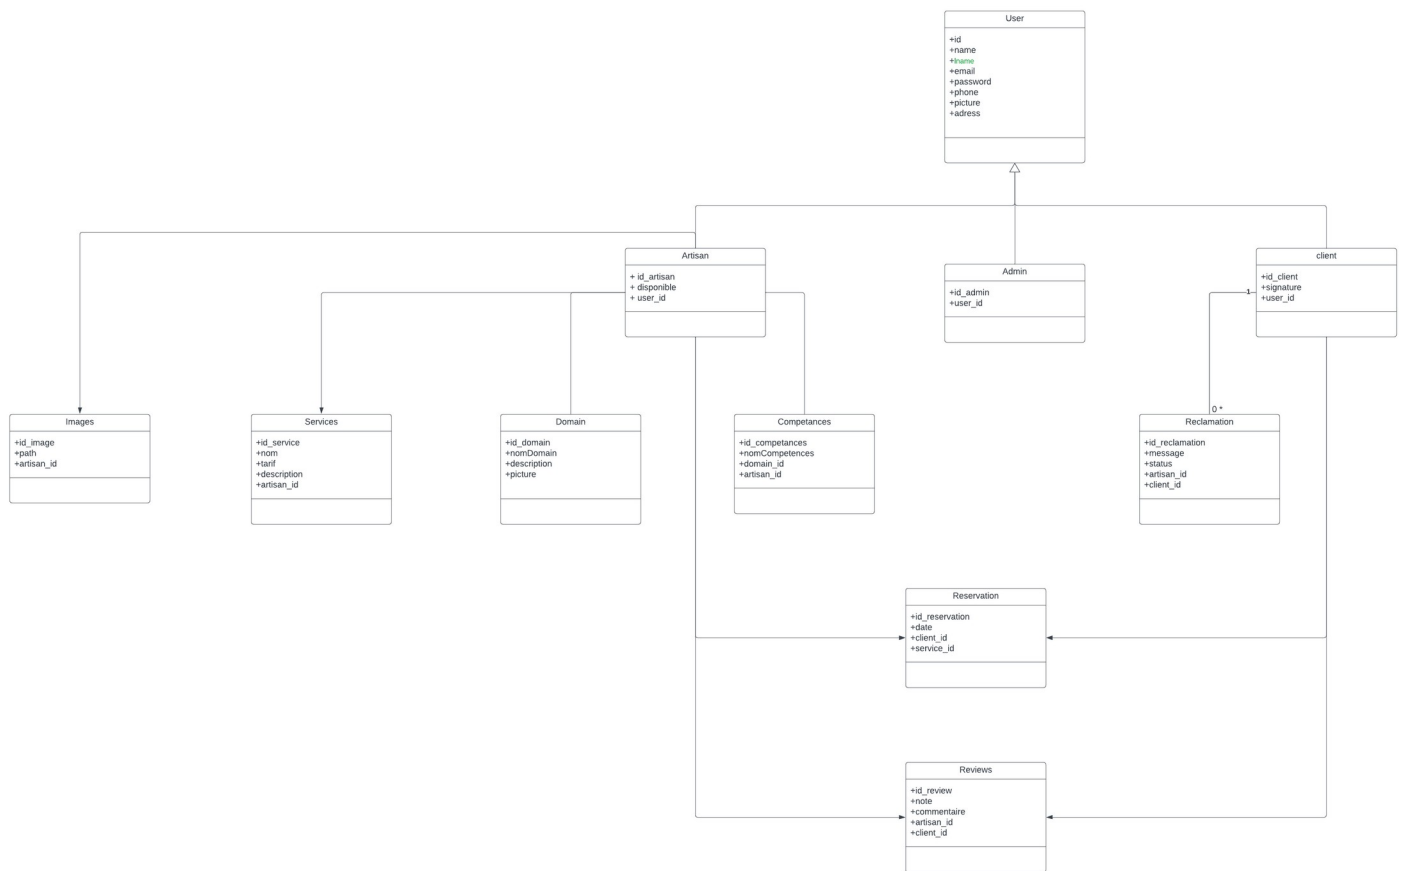 User
+id
+name
+lname
+email
+password
+phone
+picture
+adress
Artisan
+ id_artisan
+ disponible
+ user_id
Admin
+id_admin
+user_id
client
+id_client
+signature
+user_id
1
0 *
Images
+id_image
+path
+artisan_id
Services
+id_service
+nom
+tarif
+description
+artisan_id
Domain
+id_domain
+nomDomain
+description
+picture
Competances
+id_competances
+nomCompetences
+domain_id
+artisan_id
Reclamation
+id_reclamation
+message
+status
+artisan_id
+client_id
Reservation
+id_reservation
+date
+client_id
+service_id
Reviews
+id_review
+note
+commentaire
+artisan_id
+client_id